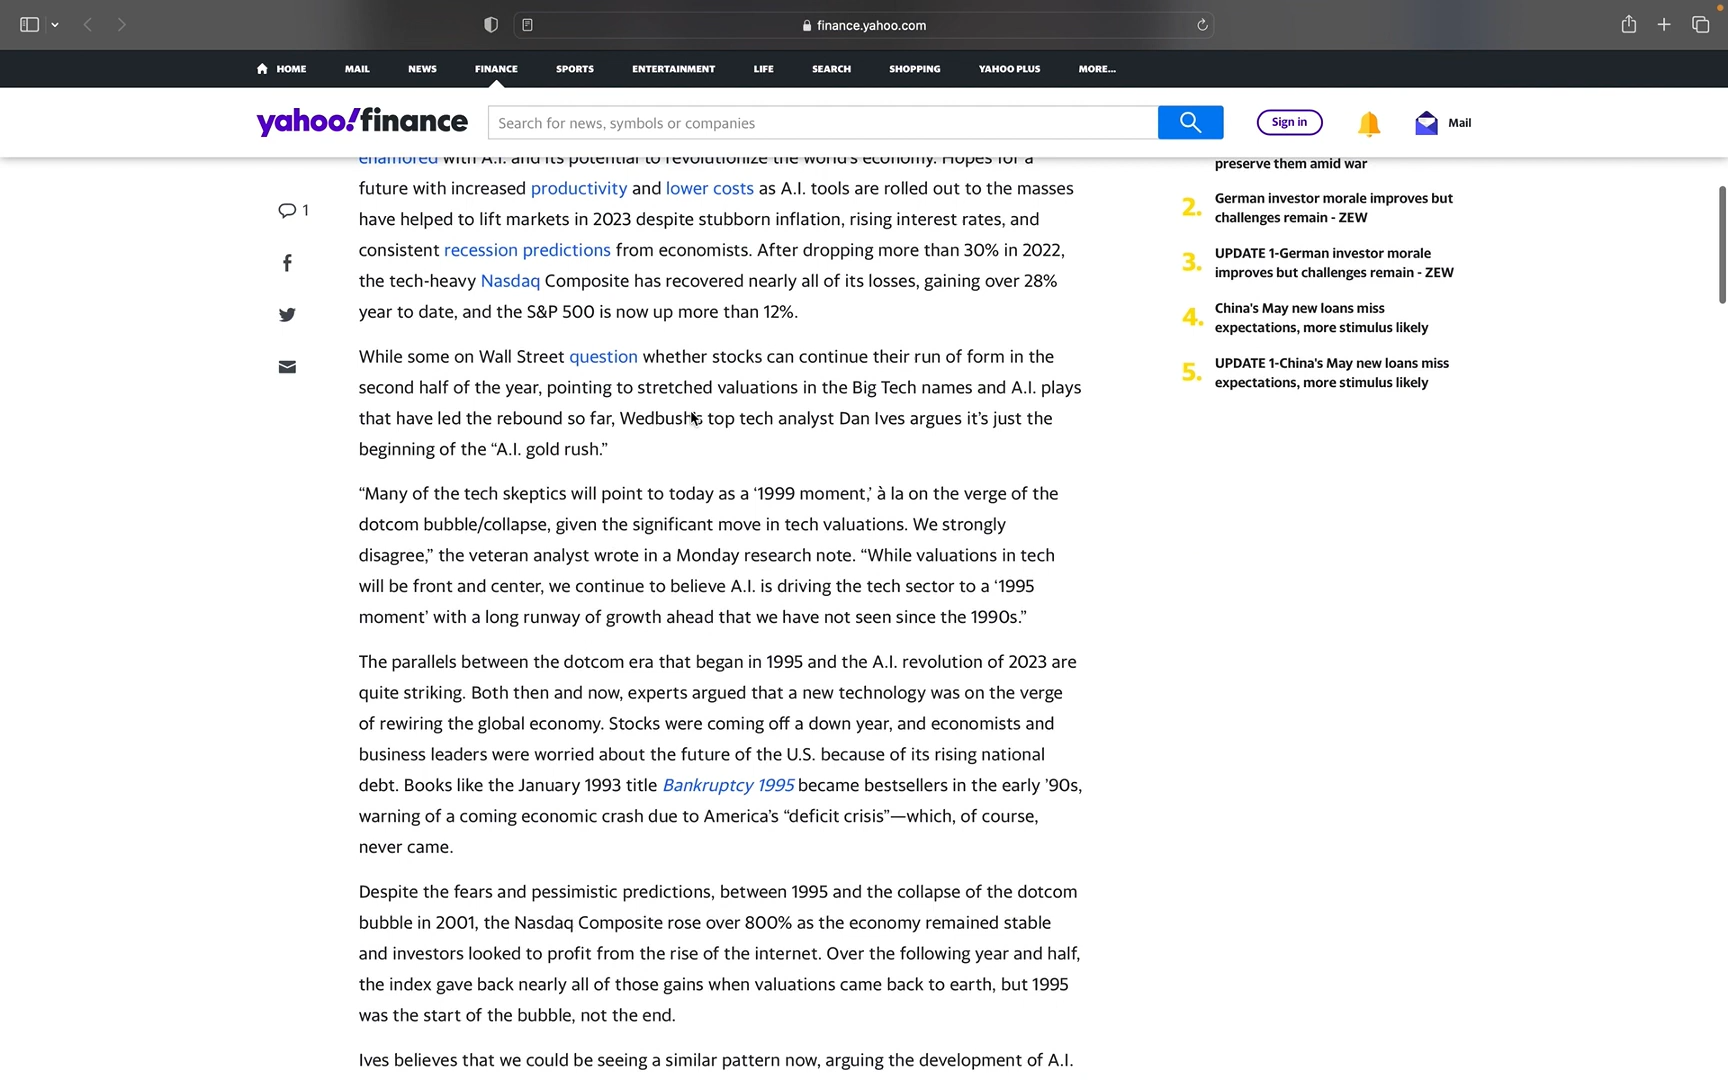 finance.yahoo.com
HOME MAIL NEWS FINANCE SPORTS ENTERTAINMENT LIFE SEARCH SHOPPING YAHOO PLUS MORE...
yahoo!finance
Search for news, symbols or companies
Sign in
Mail
enamored with A.I. and its potential to revolutionize the world's economy. Hopes for a
future with increased productivity and lower costs as A.I. tools are rolled out to the masses
have helped to lift markets in 2023 despite stubborn inflation, rising interest rates, and
consistent recession predictions from economists. After dropping more than 30% in 2022,
the tech-heavy Nasdaq Composite has recovered nearly all of its losses, gaining over 28%
year to date, and the S&P 500 is now up more than 12%.
While some on Wall Street question whether stocks can continue their run of form in the
second half of the year, pointing to stretched valuations in the Big Tech names and A.I. plays
that have led the rebound so far, Wedbush's top tech analyst Dan Ives argues it’s just the
beginning of the “A.I. gold rush.”
“Many of the tech skeptics will point to today as a ‘1999 moment,’ à la on the verge of the
dotcom bubble/collapse, given the significant move in tech valuations. We strongly
disagree,” the veteran analyst wrote in a Monday research note. “While valuations in tech
will be front and center, we continue to believe A.I. is driving the tech sector to a ‘1995
moment’ with a long runway of growth ahead that we have not seen since the 1990s.”
The parallels between the dotcom era that began in 1995 and the A.I. revolution of 2023 are
quite striking. Both then and now, experts argued that a new technology was on the verge
of rewiring the global economy. Stocks were coming off a down year, and economists and
business leaders were worried about the future of the U.S. because of its rising national
debt. Books like the January 1993 title Bankruptcy 1995 became bestsellers in the early ’90s,
warning of a coming economic crash due to America’s “deficit crisis”—which, of course,
never came.
Despite the fears and pessimistic predictions, between 1995 and the collapse of the dotcom
bubble in 2001, the Nasdaq Composite rose over 800% as the economy remained stable
and investors looked to profit from the rise of the internet. Over the following year and half,
the index gave back nearly all of those gains when valuations came back to earth, but 1995
was the start of the bubble, not the end.
Ives believes that we could be seeing a similar pattern now, arguing the development of A.I.
1
preserve them amid war
2. German investor morale improves but
challenges remain - ZEW
3. UPDATE 1-German investor morale
improves but challenges remain - ZEW
4. China's May new loans miss
expectations, more stimulus likely
5. UPDATE 1-China's May new loans miss
expectations, more stimulus likely